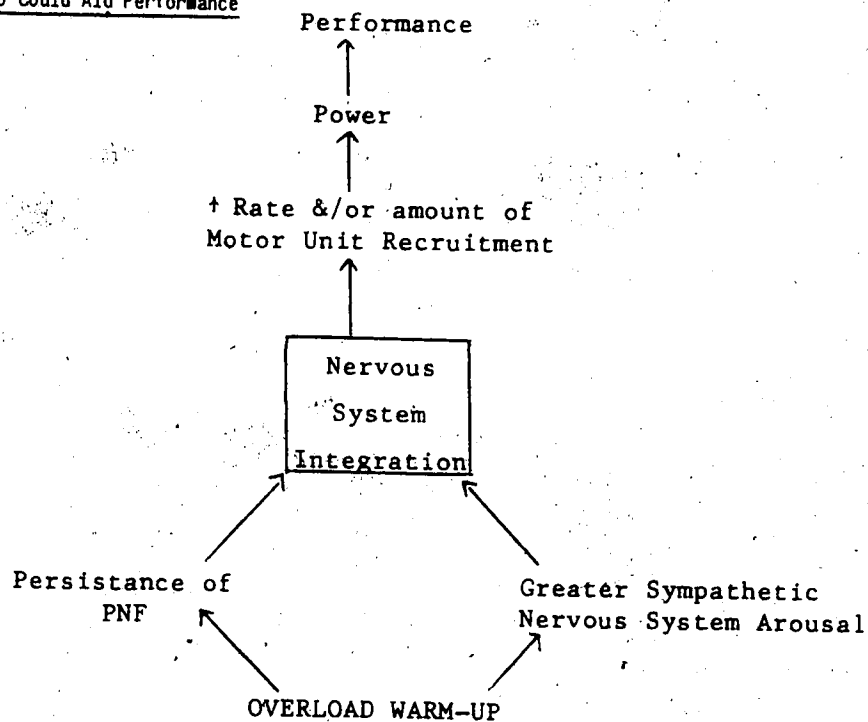 Could Aid Performance
Performance
Power
↑ Rate &/or amount of
Motor Unit Recruitment
Nervous
System
Integration
Persistance of
PNF
Greater Sympathetic
Nervous System Arousal
OVERLOAD WARM-UP